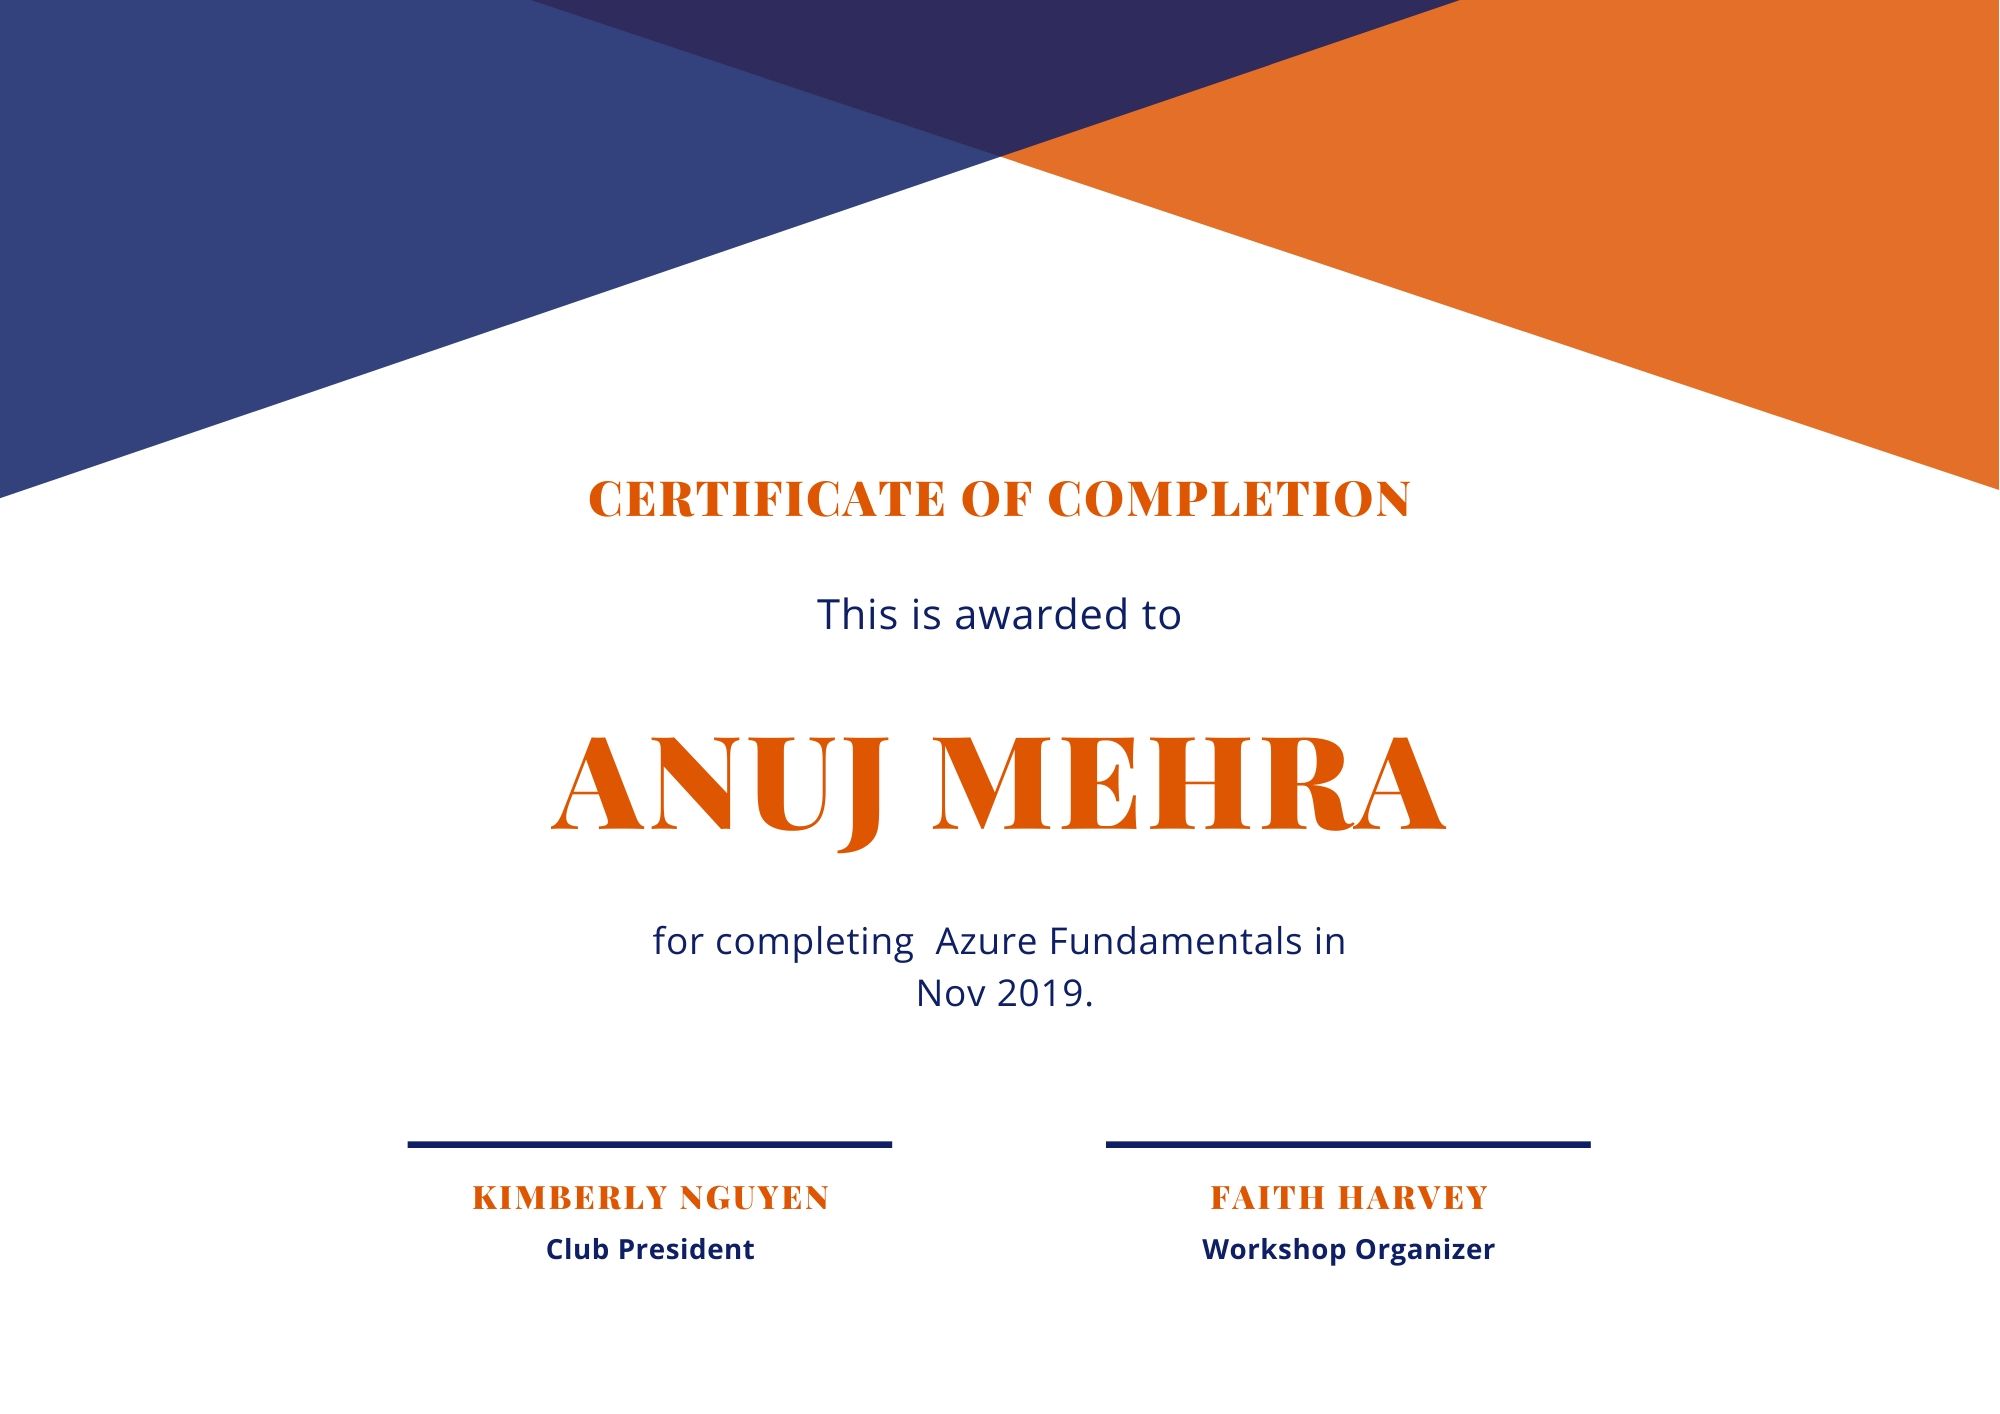 CERTIFICATE OF COMPLETION
This is awarded to
ANUJ MEHRA
for completing  Azure Fundamentals in
Nov 2019.
KIMBERLY NGUYEN
Club President
FAITH HARVEY
Workshop Organizer